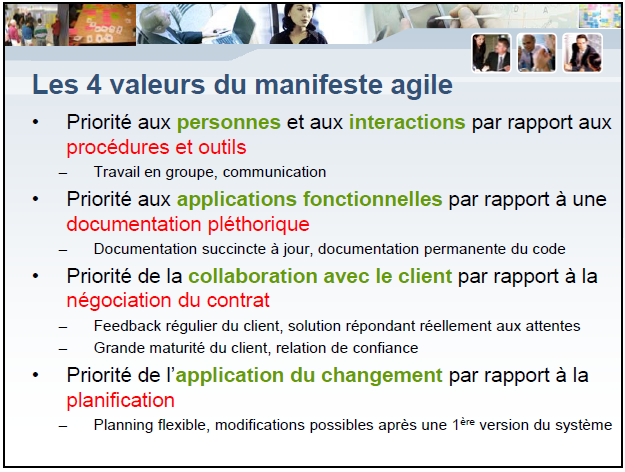 Les 4 valeurs du manifeste agile
• Priorité aux personnes et aux interactions par rapport aux
procédures et outils
– Travail en groupe, communication
• Priorité aux applications fonctionnelles par rapport à une
documentation pléthorique
– Documentation succincte à jour, documentation permanente du code
• Priorité de la collaboration avec le client par rapport à la
négociation du contrat
– Feedback régulier du client, solution répondant réellement aux attentes
– Grande maturité du client, relation de confiance
• Priorité de l'application du changement par rapport à la
planification
– Planning flexible, modifications possibles après une 1ère version du système